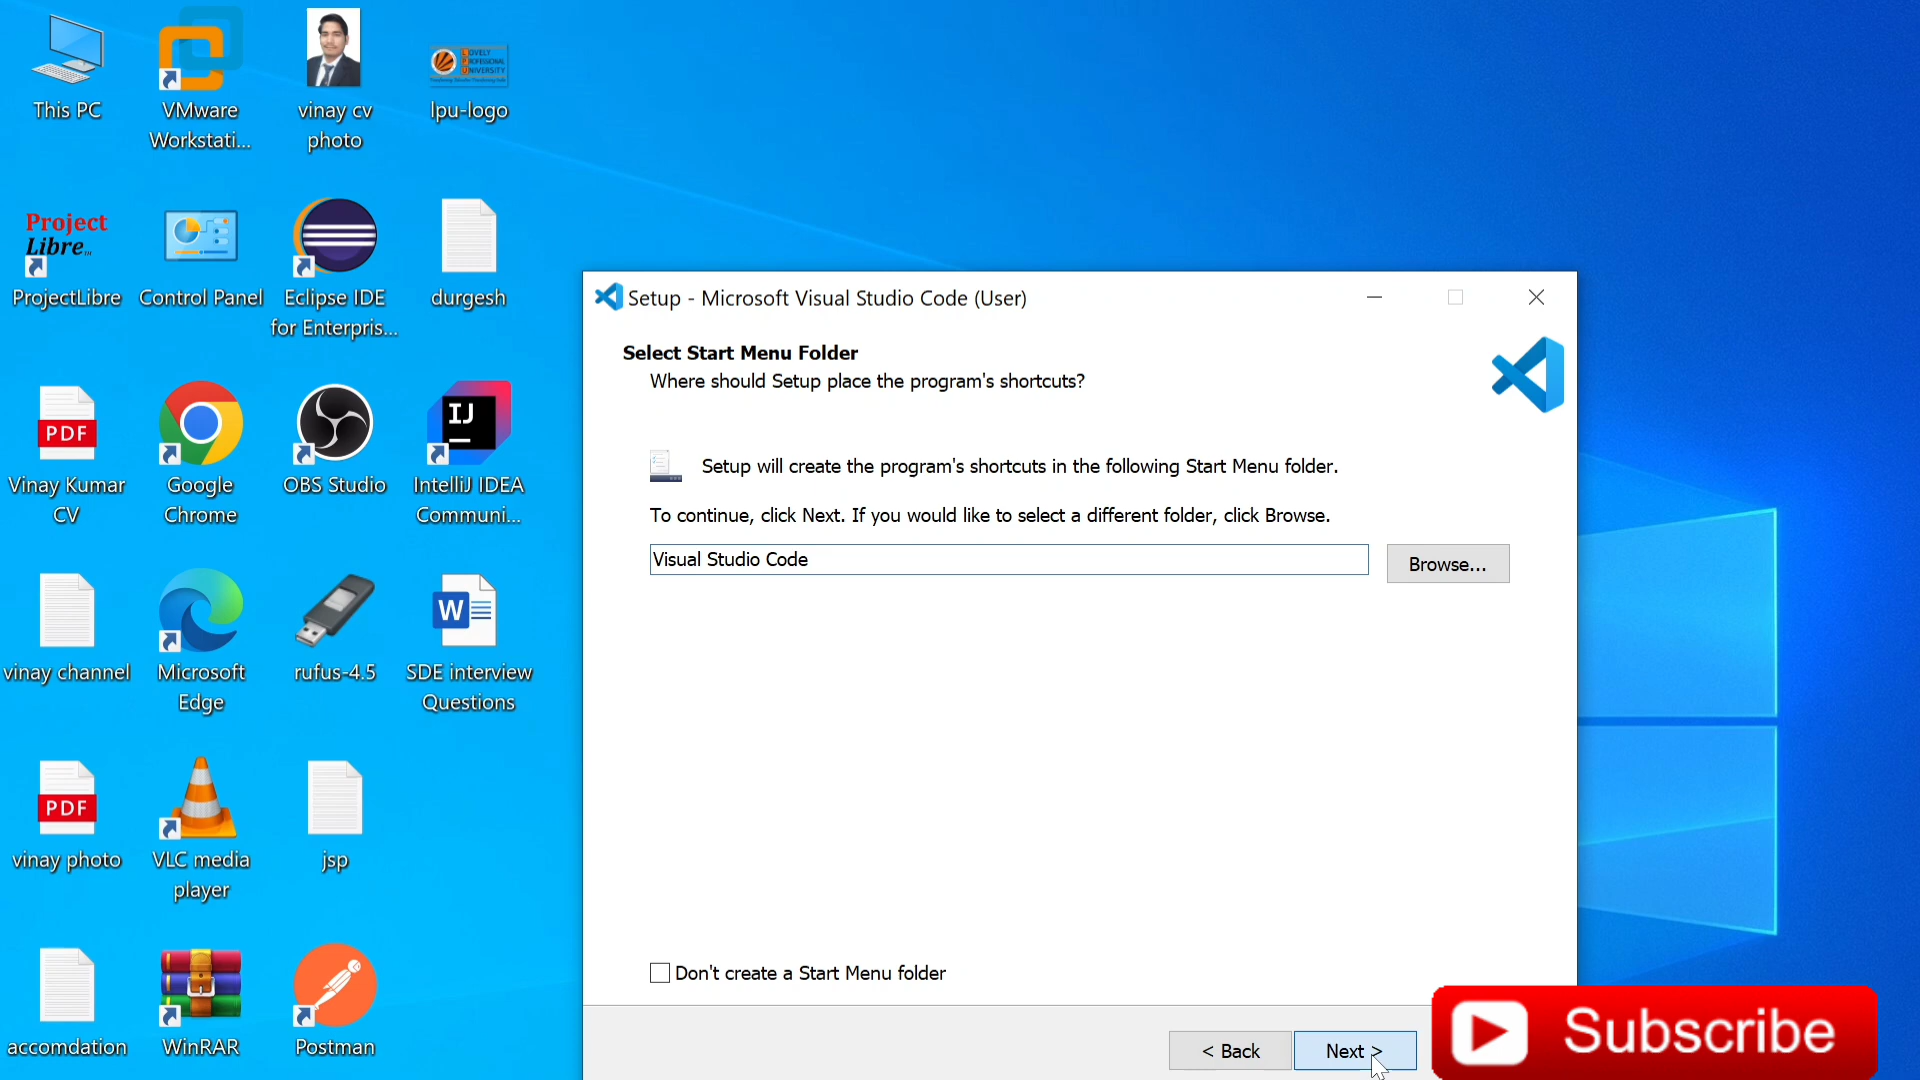 This PC
VMware
Workstati...
vinay cv
photo
LOVELY
PROFESSIONAL
UNIVERSITY
lpu-logo
Project
Libre
ProjectLibre
Control Panel
Eclipse IDE
for Enterpris...
durgesh
PDF
Vinay Kumar
CV
Google
Chrome
OBS Studio
IJ
IntelliJ IDEA
Communi...
vinay channel
Microsoft
Edge
rufus-4.5
W
SDE interview
Questions
PDF
vinay photo
VLC media
player
jsp
accomdation
WinRAR
Postman
Setup - Microsoft Visual Studio Code (User)
Select Start Menu Folder
Where should Setup place the program's shortcuts?
Setup will create the program's shortcuts in the following Start Menu folder.
To continue, click Next. If you would like to select a different folder, click Browse.
Visual Studio Code
Browse...
Don't create a Start Menu folder
< Back
Next >
Subscribe